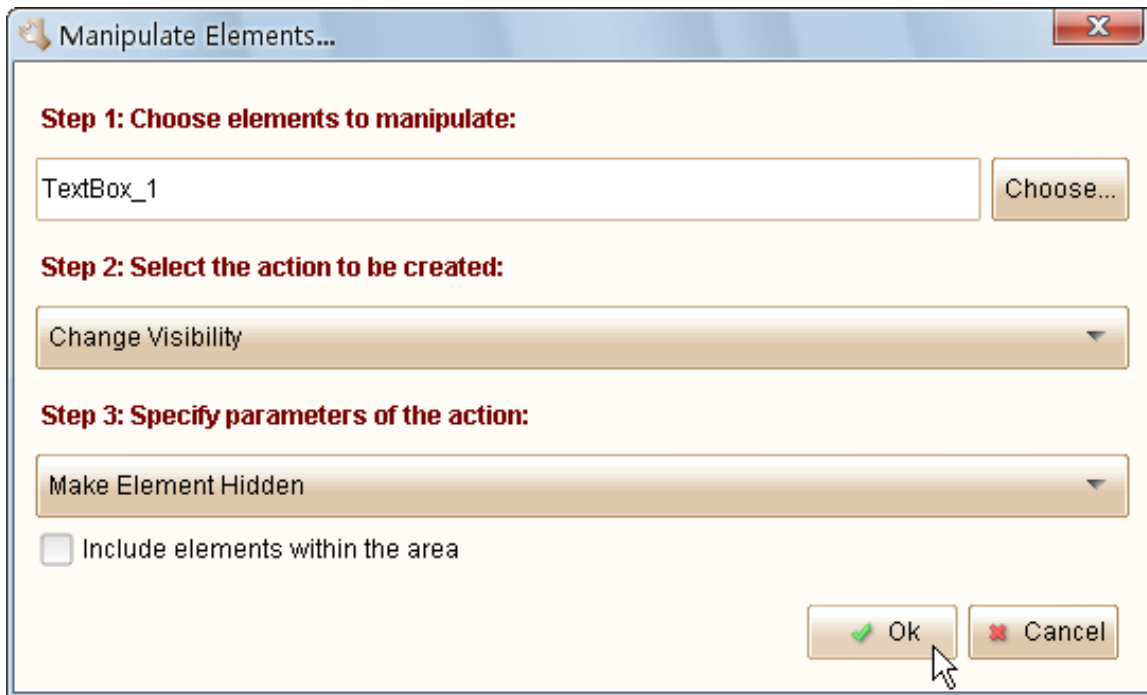 Manipulate Elements...
Step 1: Choose elements to manipulate:
TextBox_1
Choose...
Step 2: Select the action to be created:
Change Visibility
Step 3: Specify parameters of the action:
Make Element Hidden
Include elements within the area
Ok
Cancel